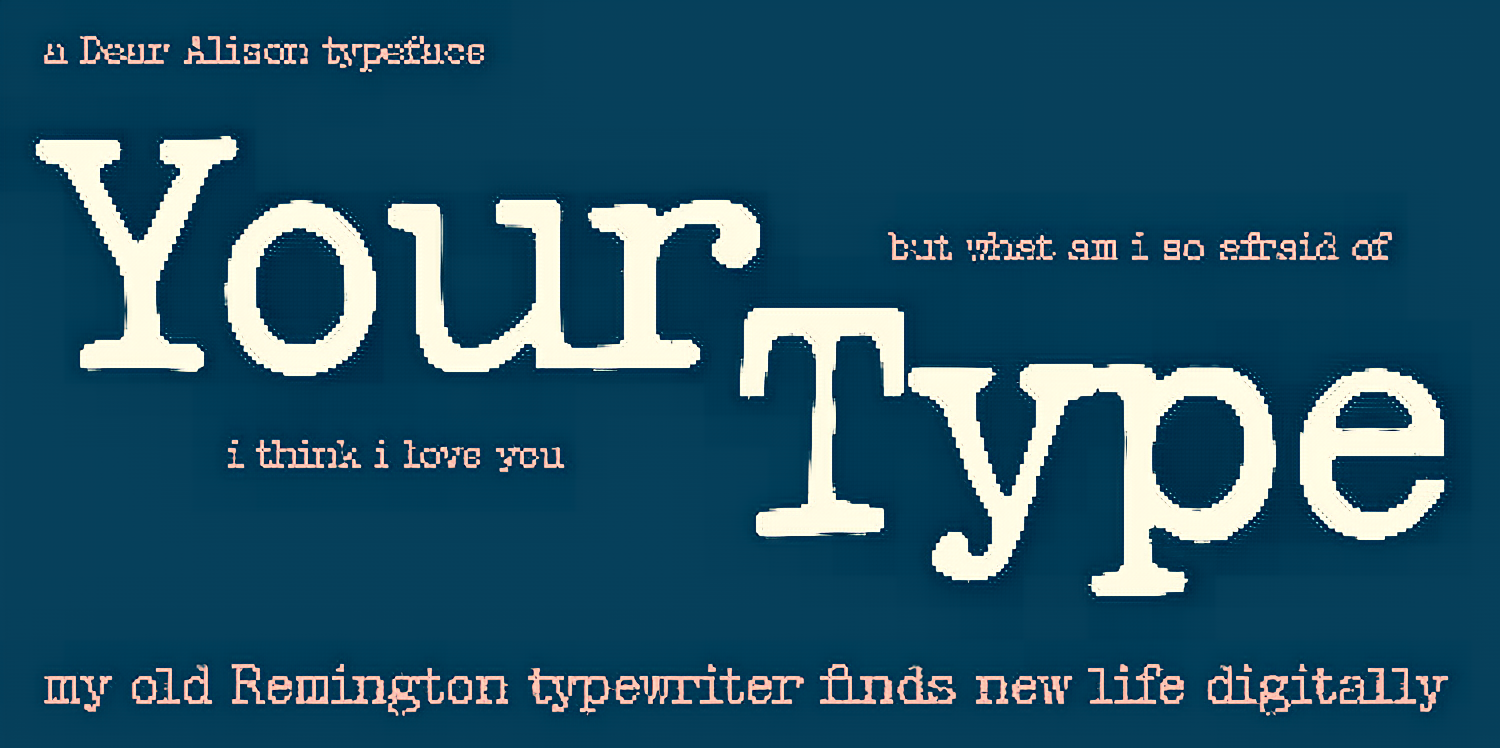 a Dear Alison typeface
Your
but what am i so afraid of
Type
i think i love you
my old Remington typewriter finds new life digitally